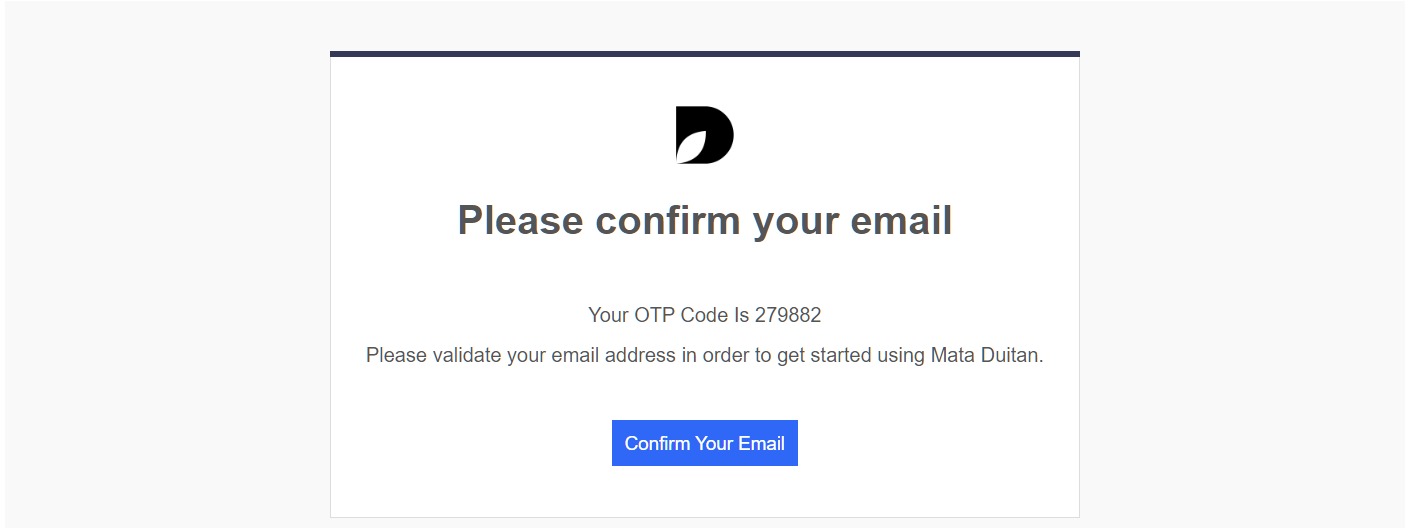 Please confirm your email
Your OTP Code Is 279882
Please validate your email address in order to get started using Mata Duitan.
Confirm Your Email